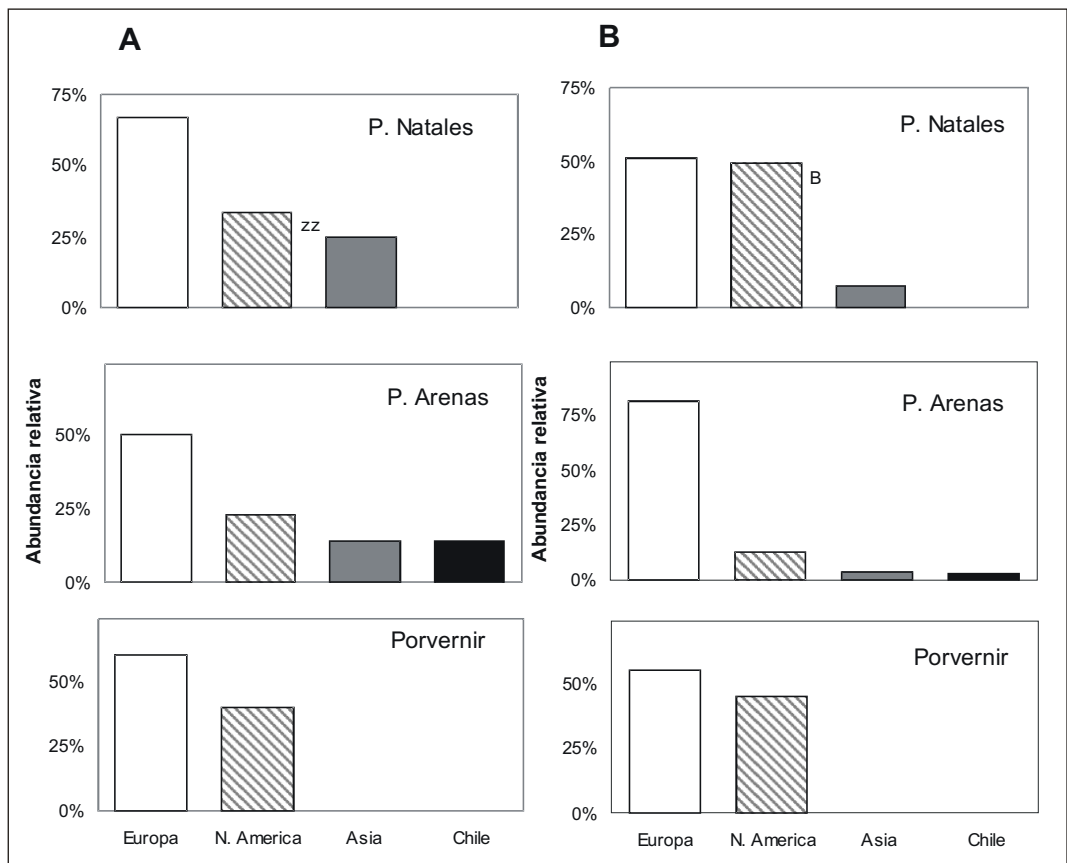 A
75%
P. Natales
50%
zz
25%
0%
Abundancia relativa
P. Arenas
50%
25%
0%
Porvernir
50%
25%
0%
Europa N. America Asia Chile
B
75%
P. Natales
50%
B
25%
0%
Abundancia relativa
75%
P. Arenas
50%
25%
0%
Porvernir
50%
25%
0%
Europa N. America Asia Chile